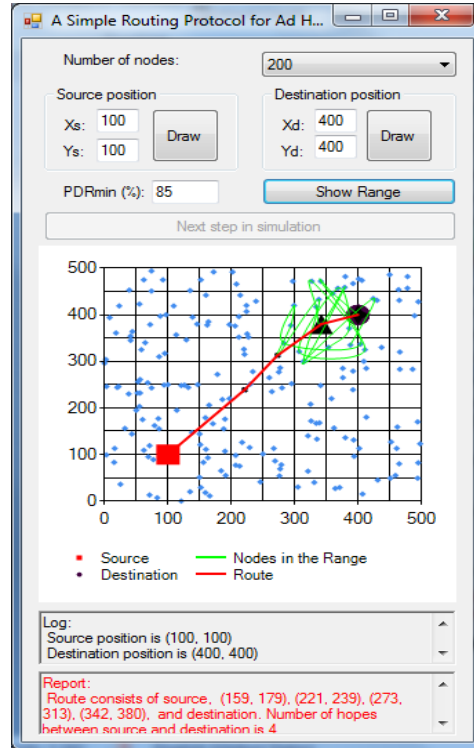 A Simple Routing Protocol for Ad H...
Number of nodes:
200
Source position
Destination position
Xs: 100
Ys: 100
Draw
Xd: 400
Yd: 400
Draw
PDRmin (%): 85
Show Range
Next step in simulation
500
400
300
200
100
0
0 100 200 300 400 500
Source
Nodes in the Range
Destination
Route
Log:
Source position is (100, 100)
Destination position is (400, 400)
Report:
Route consists of source, (159, 179), (221, 239), (273,
313), (342, 380), and destination. Number of hopes
between source and destination is 4